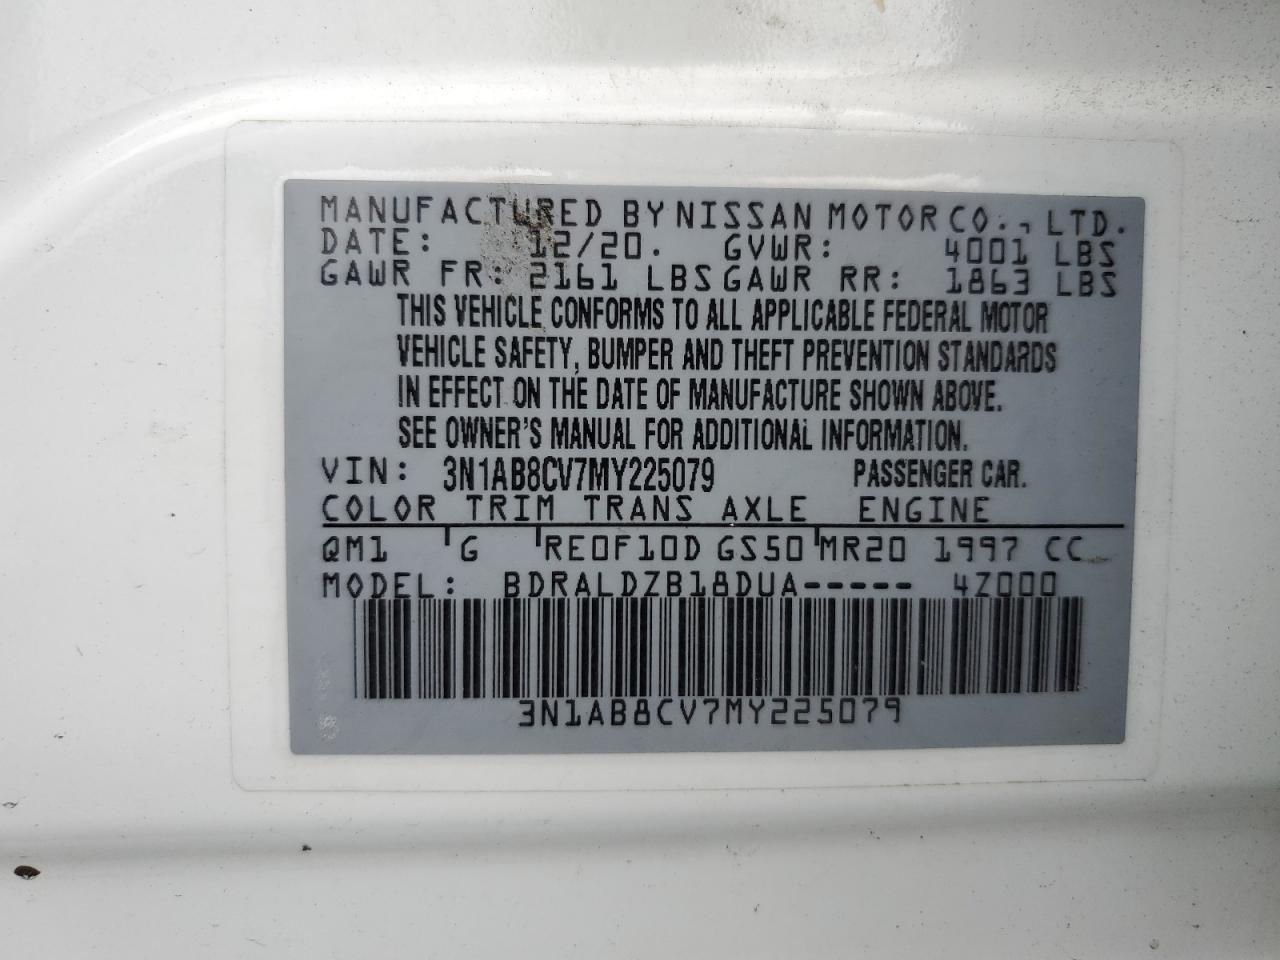 MANUFACTURED BY NISSAN MOTOR CO., LTD.
DATE: 12/20. GVWR: 4001 LBS
GAWR FR: 2161 LBS GAWR RR: 1863 LBS
THIS VEHICLE CONFORMS TO ALL APPLICABLE FEDERAL MOTOR
VEHICLE SAFETY, BUMPER AND THEFT PREVENTION STANDARDS
IN EFFECT ON THE DATE OF MANUFACTURE SHOWN ABOVE.
SEE OWNER'S MANUAL FOR ADDITIONAL INFORMATION.
VIN: 3N1AB8CV7MY225079 PASSENGER CAR.
COLOR TRIM TRANS AXLE ENGINE
QM1 G RE0F10D GS50 MR20 1997 CC
MODEL: BDRALDZB18DUA----- 4Z000
3N1AB8CV7MY225079